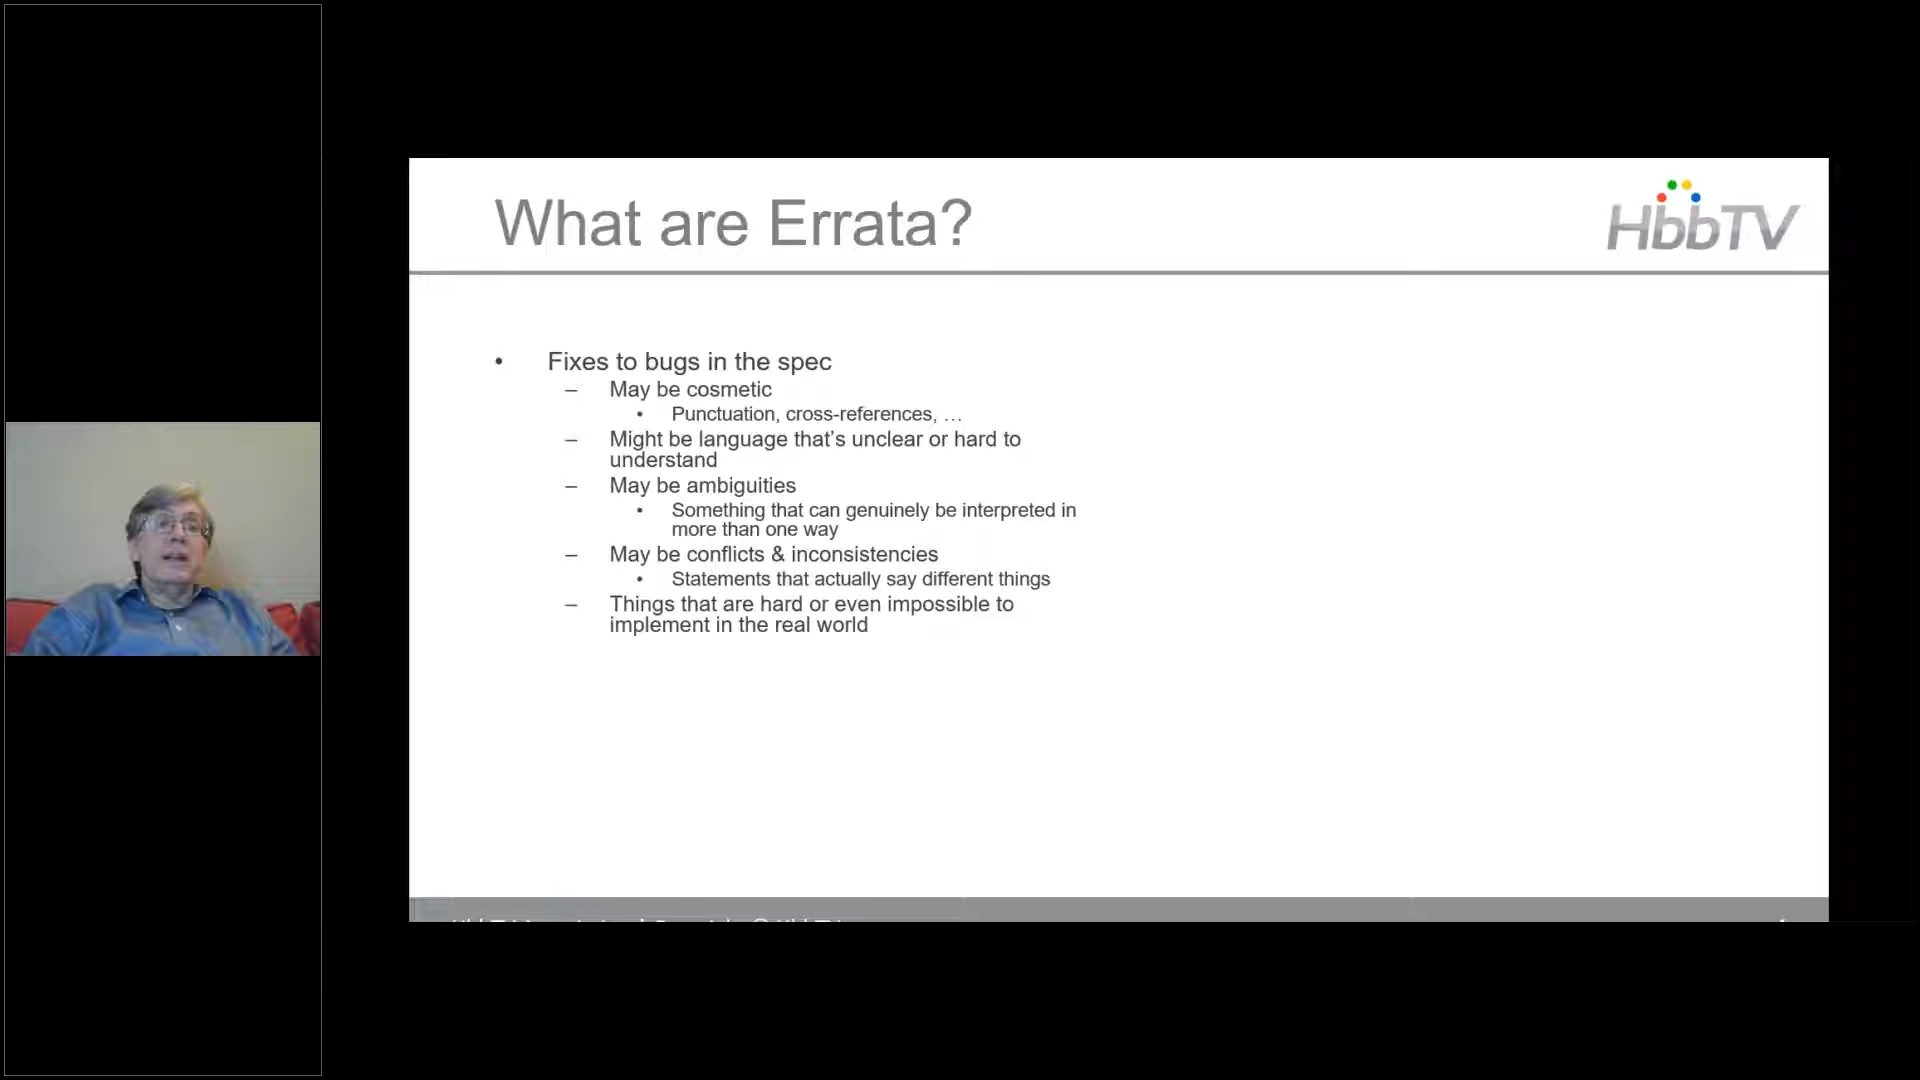 What are Errata?
HbbTV
• Fixes to bugs in the spec
– May be cosmetic
• Punctuation, cross-references, …
– Might be language that’s unclear or hard to
understand
– May be ambiguities
• Something that can genuinely be interpreted in
more than one way
– May be conflicts & inconsistencies
• Statements that actually say different things
– Things that are hard or even impossible to
implement in the real world